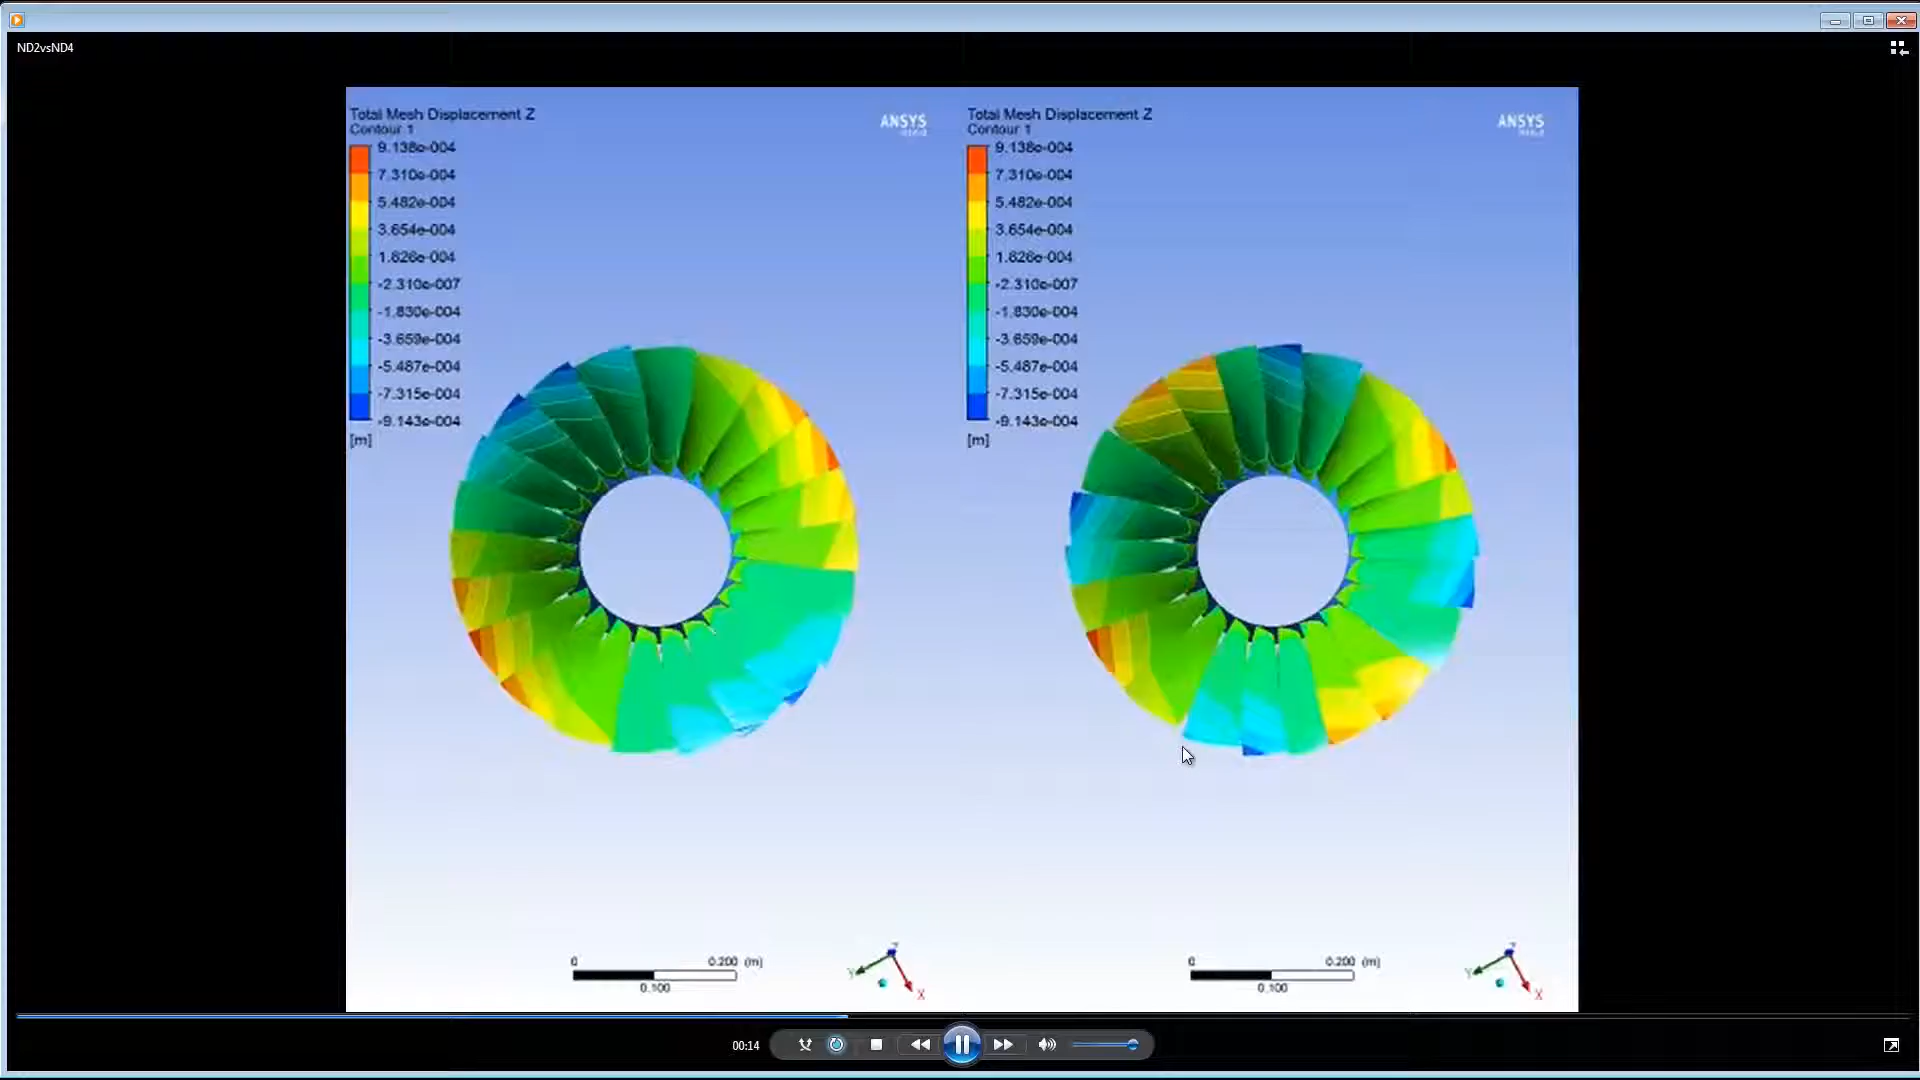 ND2vsND4
Total Mesh Displacement Z
Contour 1
9.138e-004
7.310e-004
5.482e-004
3.654e-004
1.826e-004
-2.310e-007
-1.830e-004
-3.659e-004
-5.487e-004
-7.315e-004
-9.143e-004
[m]
ANSYS
0 0.200 (m)
0.100
Z
Y
X
Total Mesh Displacement Z
Contour 1
9.138e-004
7.310e-004
5.482e-004
3.654e-004
1.826e-004
-2.310e-007
-1.830e-004
-3.659e-004
-5.487e-004
-7.315e-004
-9.143e-004
[m]
ANSYS
0 0.200 (m)
0.100
Z
Y
X
00:14